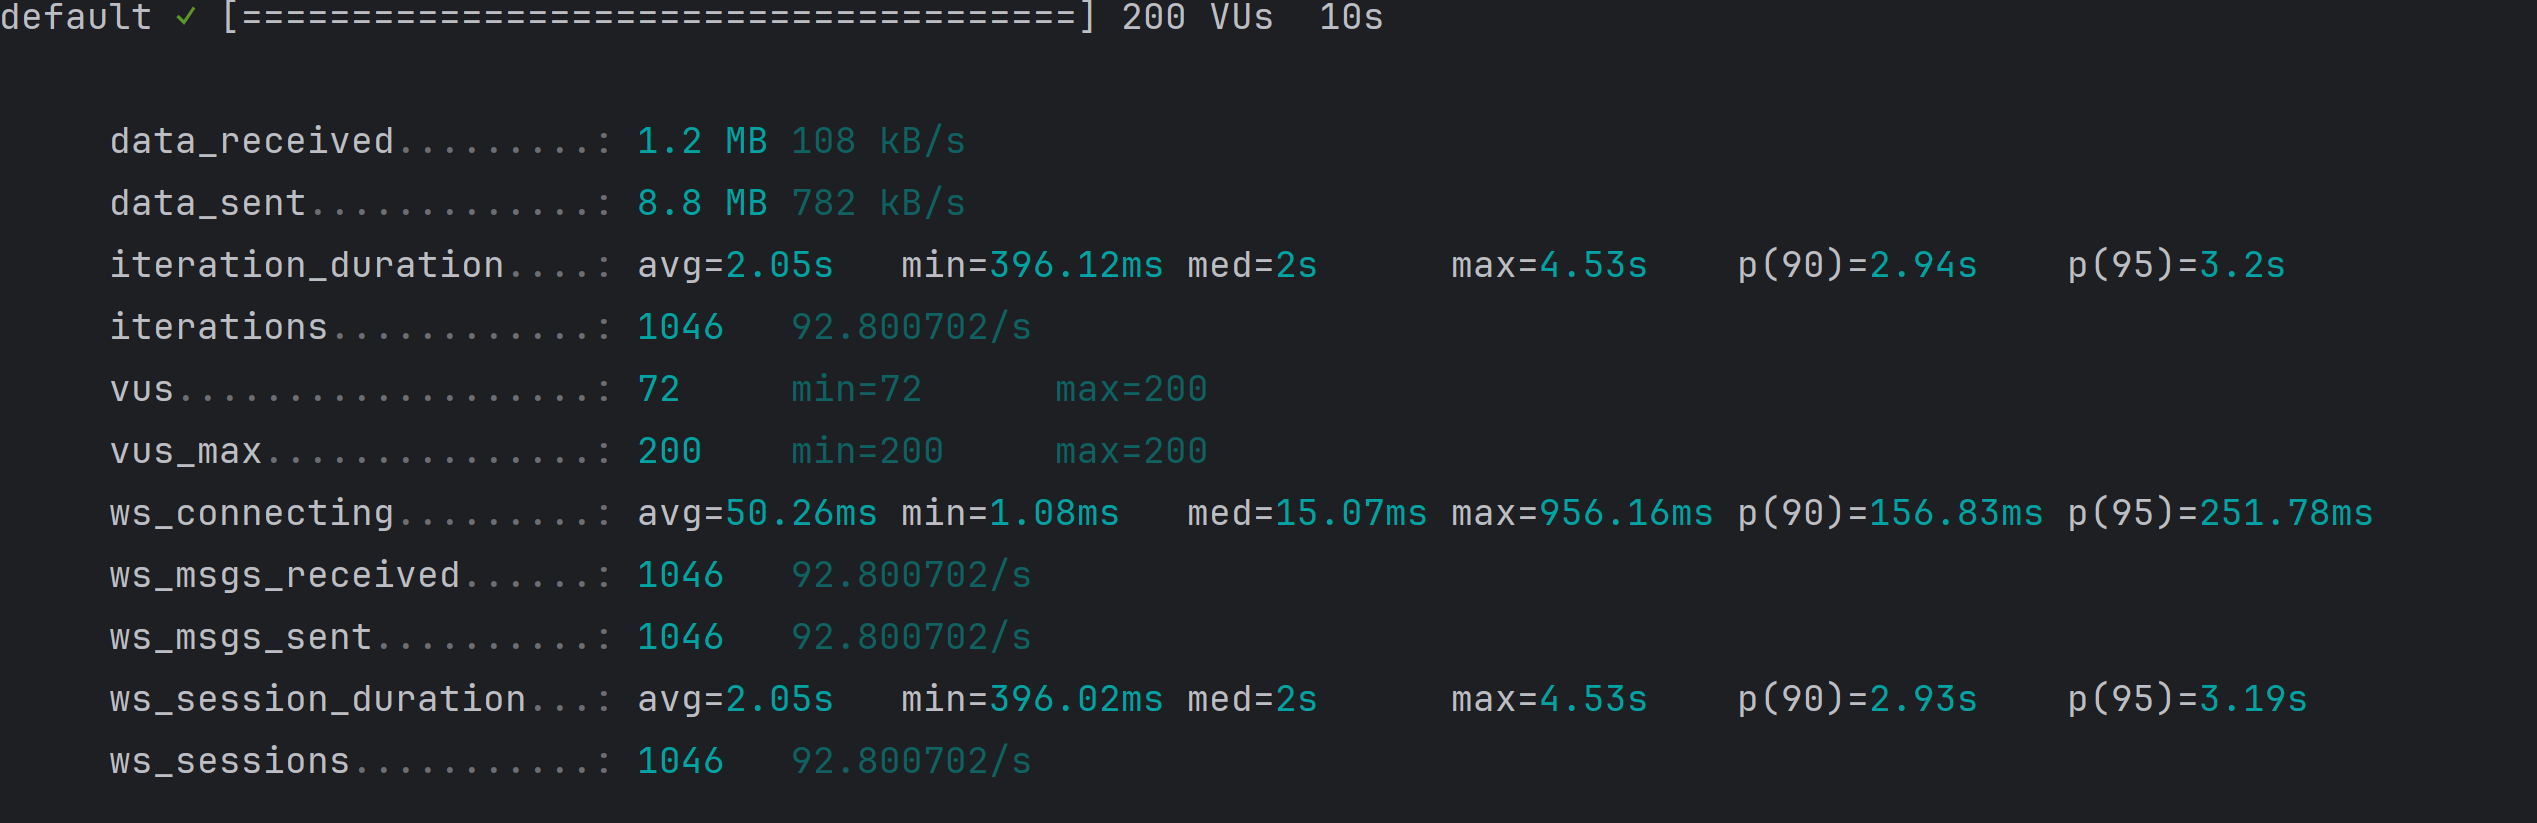 default ✓ [======================================] 200 VUs  10s
data_received.........: 1.2 MB 108 kB/s
data_sent.............: 8.8 MB 782 kB/s
iteration_duration....: avg=2.05s   min=396.12ms med=2s      max=4.53s    p(90)=2.94s    p(95)=3.2s
iterations............: 1046   92.800702/s
vus...................: 72     min=72      max=200
vus_max...............: 200    min=200     max=200
ws_connecting.........: avg=50.26ms min=1.08ms   med=15.07ms max=956.16ms p(90)=156.83ms p(95)=251.78ms
ws_msgs_received......: 1046   92.800702/s
ws_msgs_sent..........: 1046   92.800702/s
ws_session_duration...: avg=2.05s   min=396.02ms med=2s      max=4.53s    p(90)=2.93s    p(95)=3.19s
ws_sessions...........: 1046   92.800702/s